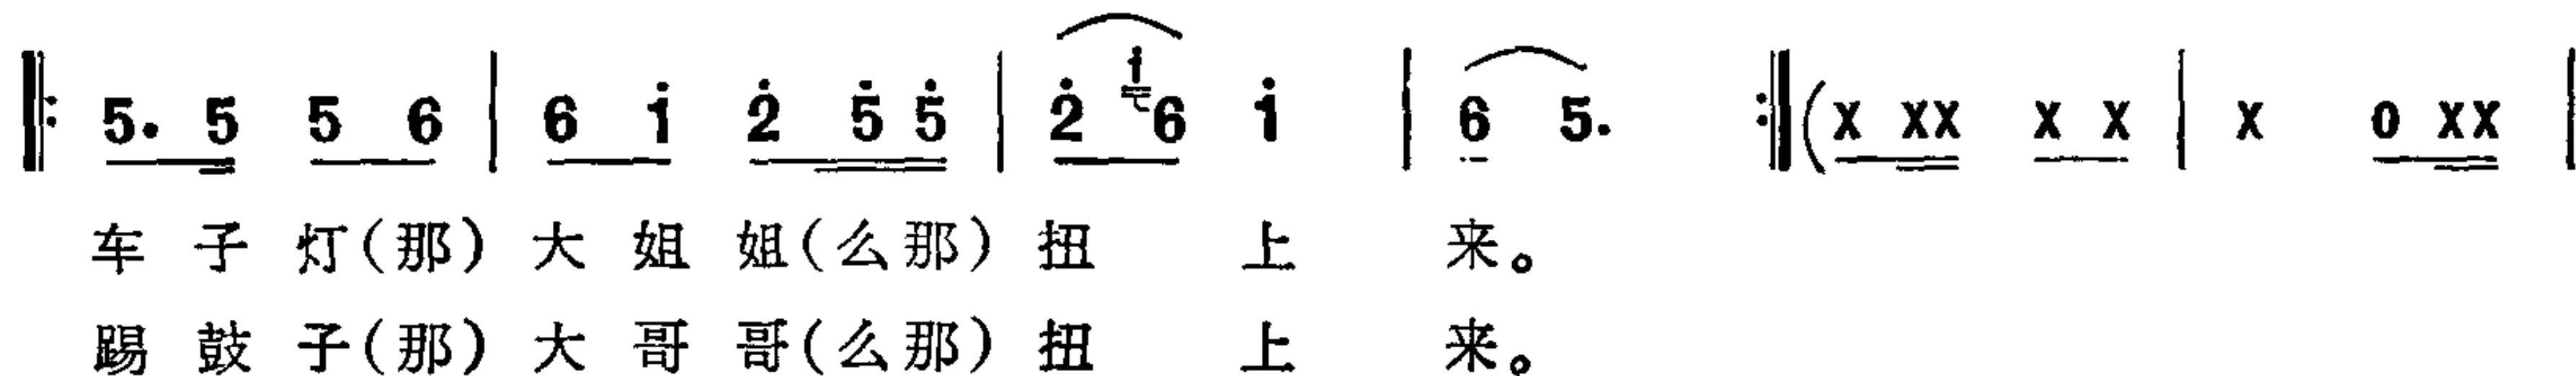 ‖: 5. 5 5 6 | 6 i̇ 2̇ 5̇ 5̇ | 2̇ 1̇6 i̇ | 6 5. :‖ (X XX X X | X 0 XX |
车 子 灯(那) 大 姐 姐(么那) 扭 上 来。
踢 鼓 子(那) 大 哥 哥(么那) 扭 上 来。